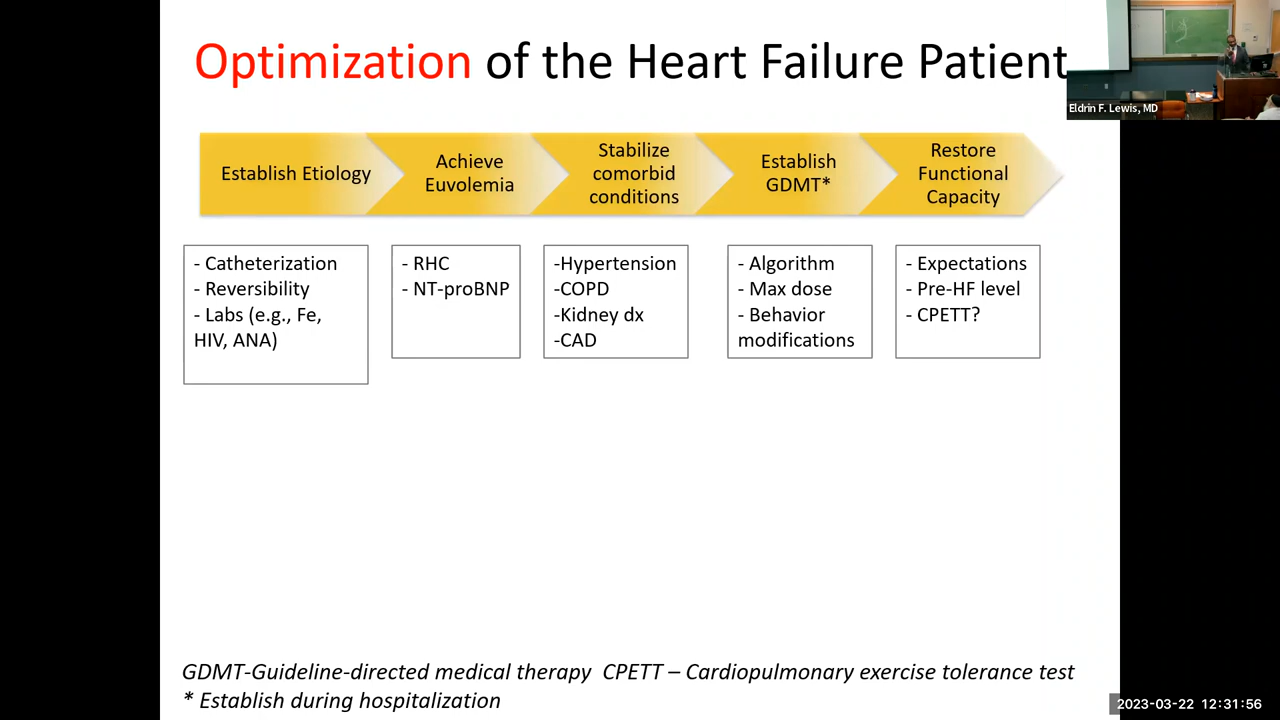 Optimization of the Heart Failure Patient
Eldrin F. Lewis, MD
Establish Etiology
Achieve
Euvolemia
Stabilize
comorbid
conditions
Establish
GDMT*
Restore
Functional
Capacity
- Catheterization
- Reversibility
- Labs (e.g., Fe,
HIV, ANA)
- RHC
- NT-proBNP
-Hypertension
-COPD
-Kidney dx
-CAD
- Algorithm
- Max dose
- Behavior
modifications
- Expectations
- Pre-HF level
- CPETT?
GDMT-Guideline-directed medical therapy CPETT – Cardiopulmonary exercise tolerance test
* Establish during hospitalization
2023-03-22 12:31:56